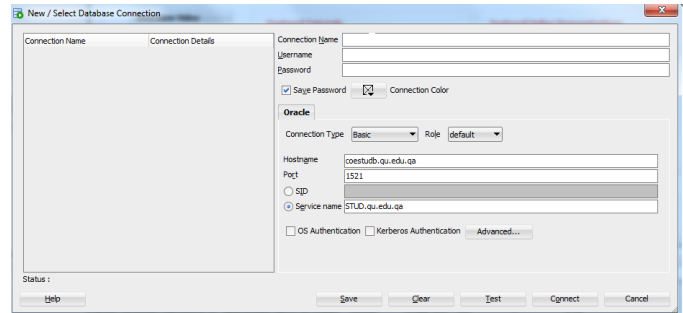 New / Select Database Connection
Connection Name Connection Details
Connection Name
Username
Password
Save Password Connection Color
Oracle
Connection Type Basic Role default
Hostname coestudb.qu.edu.qa
Port 1521
SID
Service name STUD.qu.edu.qa
OS Authentication Kerberos Authentication Advanced...
Status :
Help Save Clear Test Connect Cancel